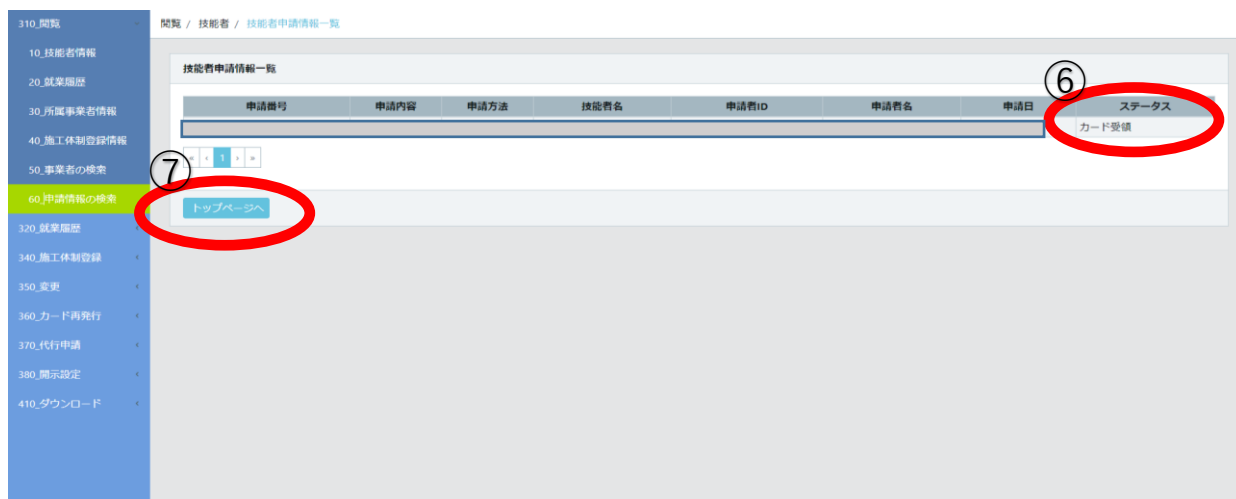 310_閲覧
10_技能者情報
20_就業履歴
30_所属事業者情報
40_施工体制登録情報
50_事業者の検索
60_申請情報の検索
320_就業履歴
340_施工体制登録
350_変更
360_カード再発行
370_代行申請
380_開示設定
410_ダウンロード
閲覧 / 技能者 / 技能者申請情報一覧
技能者申請情報一覧
⑥
申請番号 申請内容 申請方法 技能者名 申請者ID 申請者名 申請日 ステータス
カード受領
« ‹ 1 › »
⑦
トップページへ